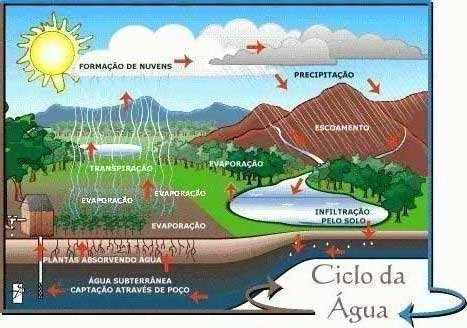 FORMAÇÃO DE NUVENS
PRECIPITAÇÃO
ESCOAMENTO
TRANSPIRAÇÃO
EVAPORAÇÃO
EVAPORAÇÃO
EVAPORAÇÃO
EVAPORAÇÃO
INFILTRAÇÃO
PELO SOLO
PLANTAS ABSORVENDO ÁGUA
ÁGUA SUBTERRÂNEA
CAPTAÇÃO ATRAVÉS DE POÇO
Ciclo da
Água